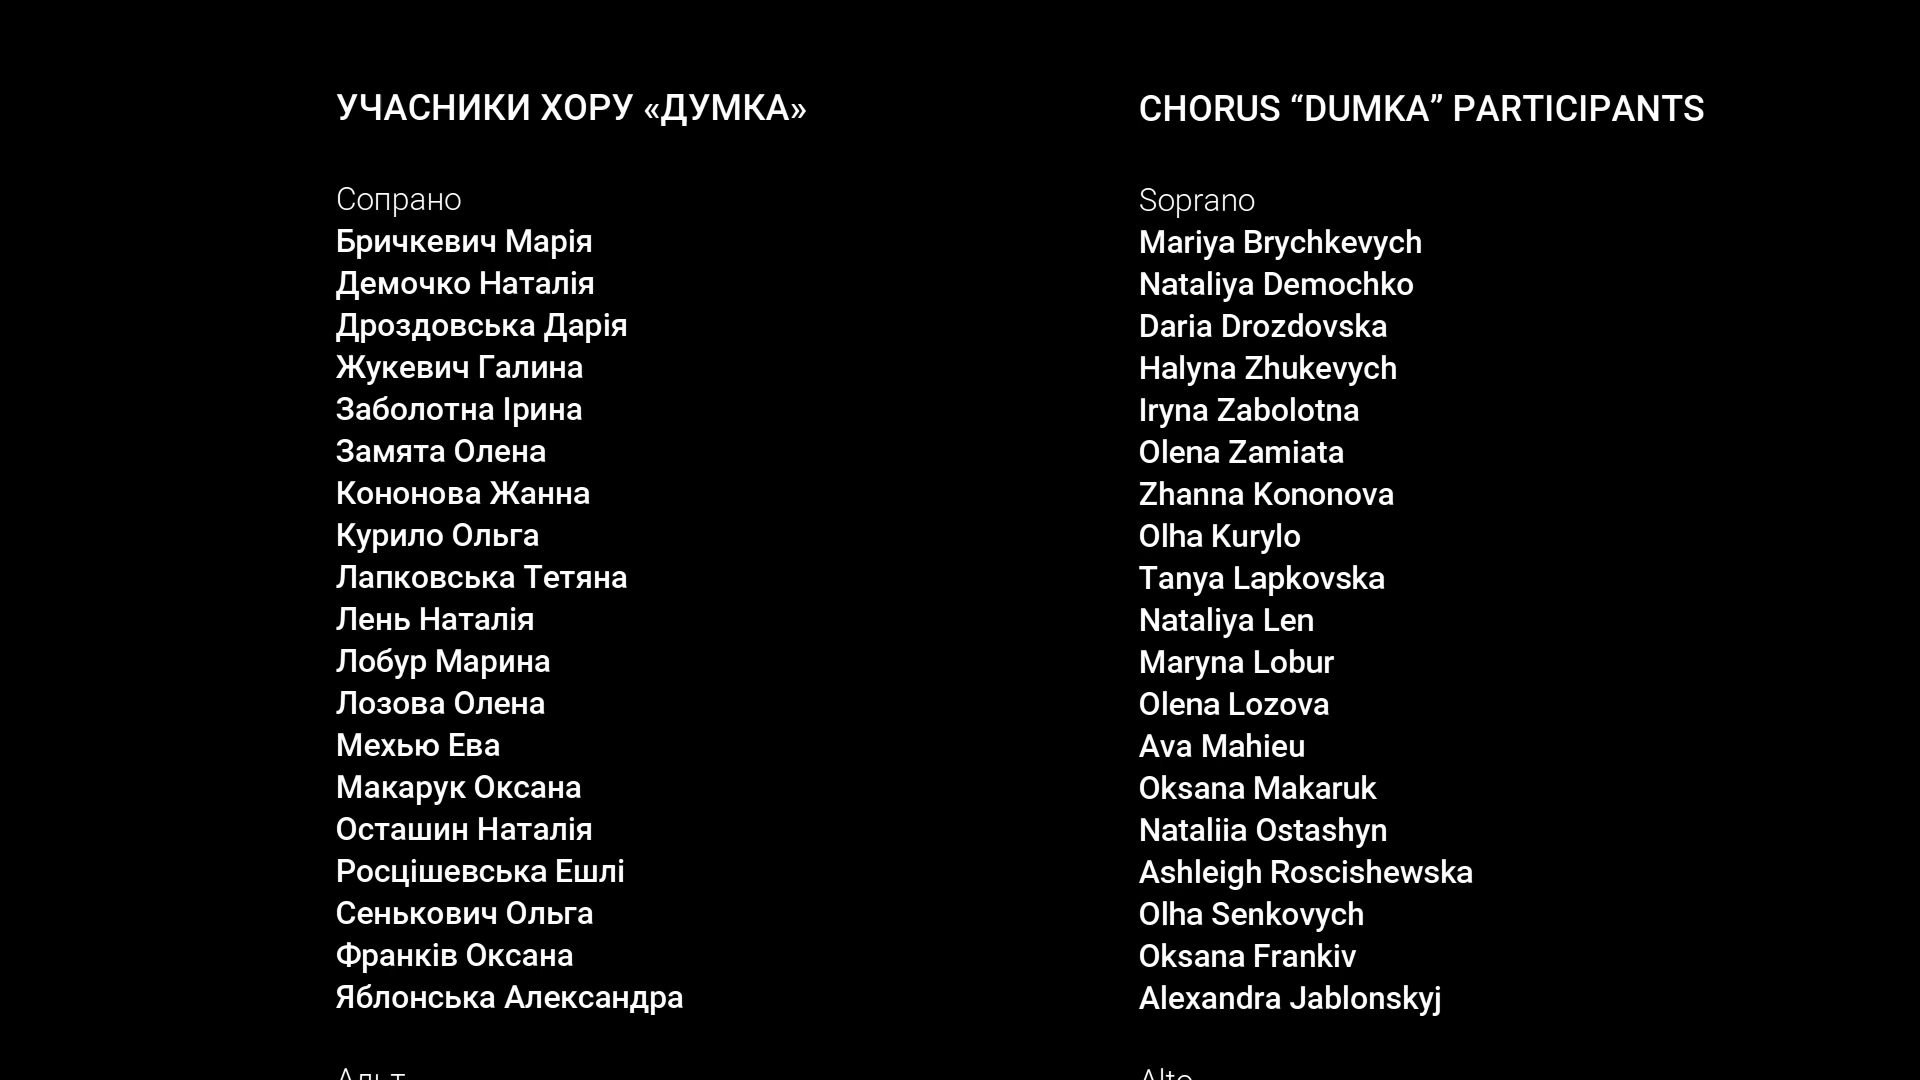 УЧАСНИКИ ХОРУ «ДУМКА»
Сопрано
Бричкевич Марія
Демочко Наталія
Дроздовська Дарія
Жукевич Галина
Заболотна Ірина
Замята Олена
Кононова Жанна
Курило Ольга
Лапковська Тетяна
Лень Наталія
Лобур Марина
Лозова Олена
Мехью Ева
Макарук Оксана
Осташин Наталія
Росцішевська Ешлі
Сенькович Ольга
Франків Оксана
Яблонська Александра
Альт
CHORUS “DUMKA” PARTICIPANTS
Soprano
Mariya Brychkevych
Nataliya Demochko
Daria Drozdovska
Halyna Zhukevych
Iryna Zabolotna
Olena Zamiata
Zhanna Kononova
Olha Kurylo
Tanya Lapkovska
Nataliya Len
Maryna Lobur
Olena Lozova
Ava Mahieu
Oksana Makaruk
Nataliia Ostashyn
Ashleigh Roscishewska
Olha Senkovych
Oksana Frankiv
Alexandra Jablonskyj
Alto